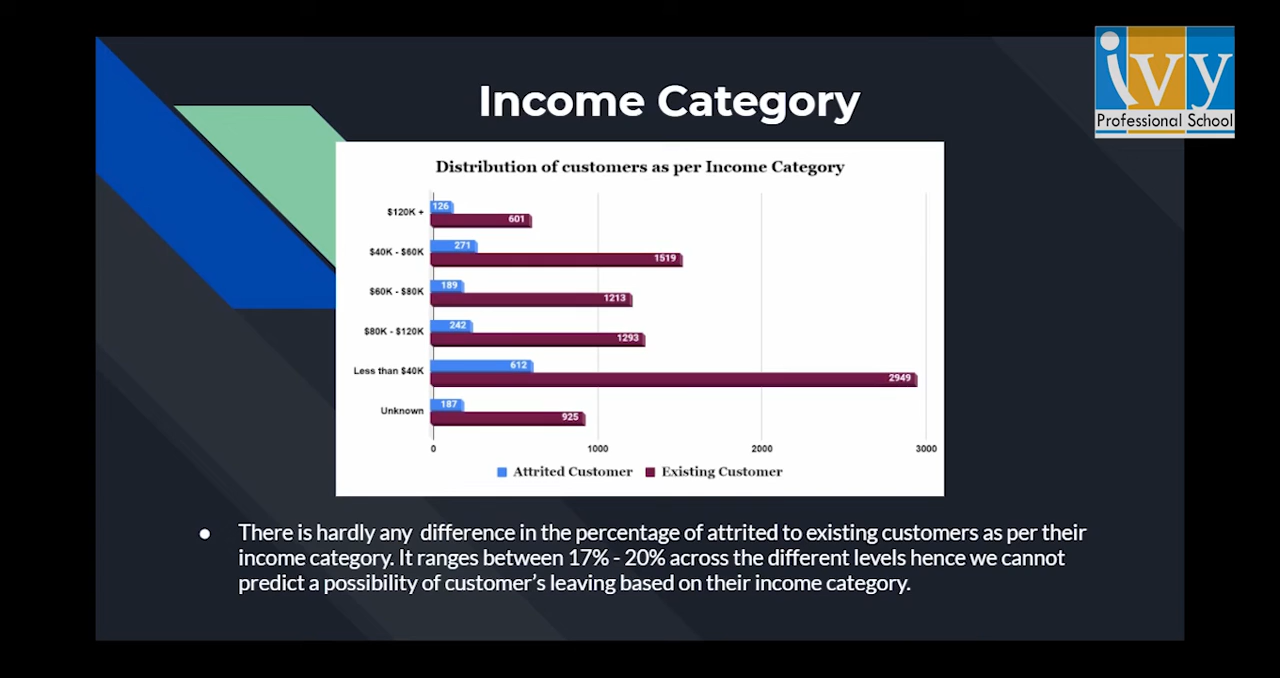 Income Category
ivy
Professional School
Distribution of customers as per Income Category
$120K +
126
601
$40K - $60K
271
1519
$60K - $80K
189
1213
$80K - $120K
242
1293
Less than $40K
612
2949
Unknown
187
925
0 1000 2000 3000
Attrited Customer Existing Customer
● There is hardly any difference in the percentage of attrited to existing customers as per their
income category. It ranges between 17% - 20% across the different levels hence we cannot
predict a possibility of customer's leaving based on their income category.